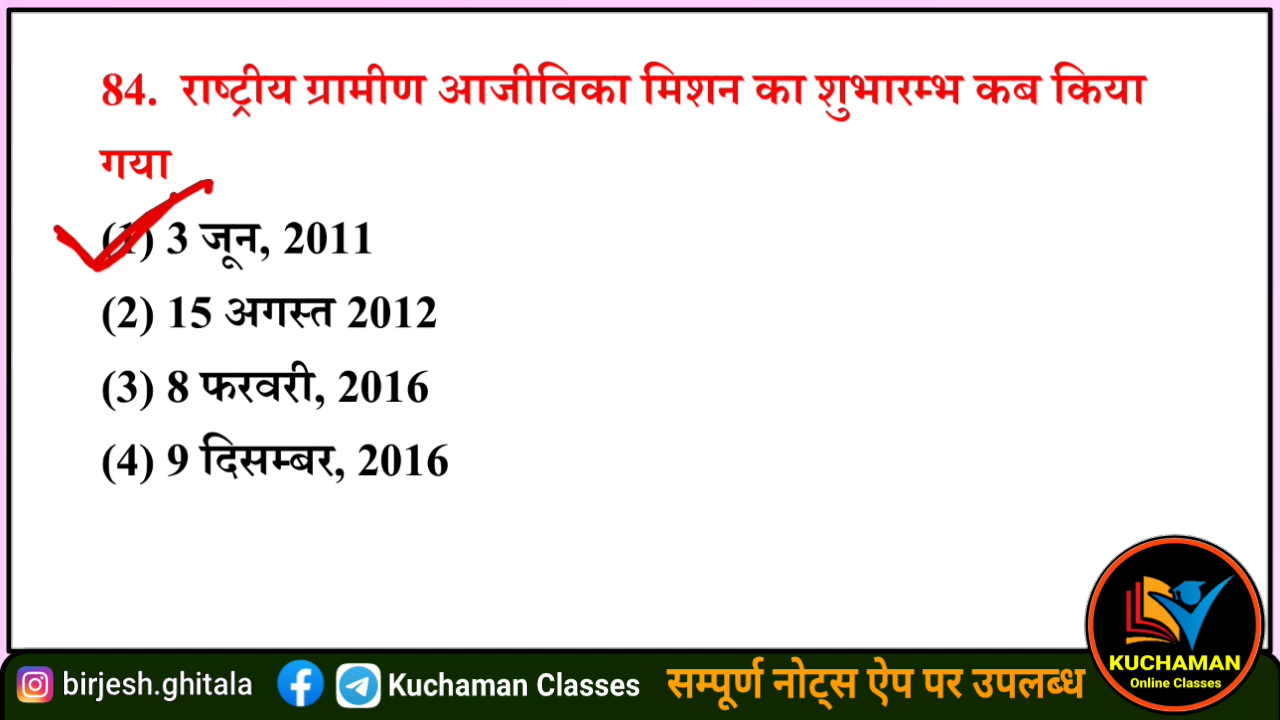 84. राष्ट्रीय ग्रामीण आजीविका मिशन का शुभारम्भ कब किया
गया
(1) 3 जून, 2011
(2) 15 अगस्त 2012
(3) 8 फरवरी, 2016
(4) 9 दिसम्बर, 2016
KUCHAMAN
Online Classes
birjesh.ghitala Kuchaman Classes सम्पूर्ण नोट्स ऐप पर उपलब्ध